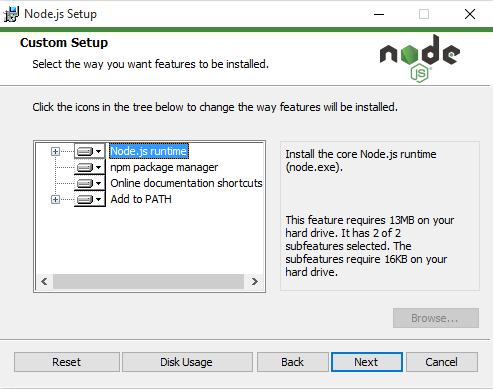 Node.js Setup
Custom Setup
Select the way you want features to be installed.
node
JS
Click the icons in the tree below to change the way features will be installed.
Node.js runtime
npm package manager
Online documentation shortcuts
Add to PATH
Install the core Node.js runtime
(node.exe).
This feature requires 13MB on your
hard drive. It has 2 of 2
subfeatures selected. The
subfeatures require 16KB on your
hard drive.
Browse...
Reset
Disk Usage
Back
Next
Cancel